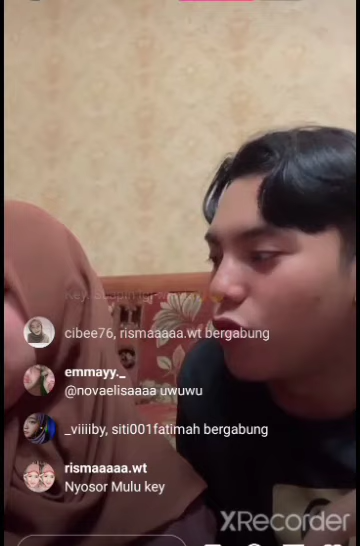 cibee76, rismaaaaa.wt bergabung
emmayy._
@novaelisaaaa uwuwu
_viiiiby, siti001fatimah bergabung
rismaaaaa.wt
Nyosor Mulu key
XRecorder